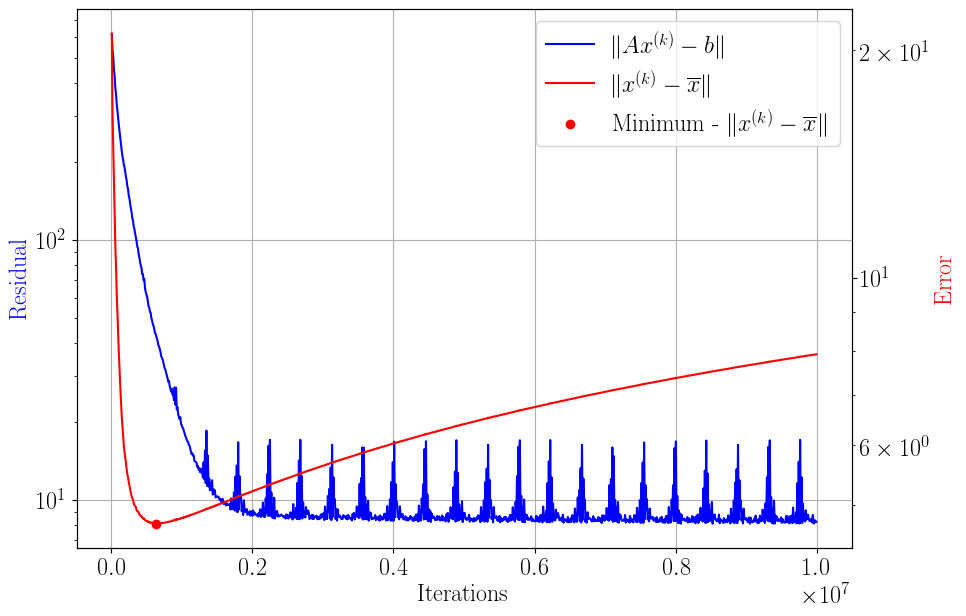 ‖Ax^{(k)} − b‖
‖x^{(k)} − x̅‖
Minimum - ‖x^{(k)} − x̅‖
Residual
10^2
10^1
2 × 10^1
10^1
6 × 10^0
Error
0.0 0.2 0.4 0.6 0.8 1.0
Iterations
×10^7